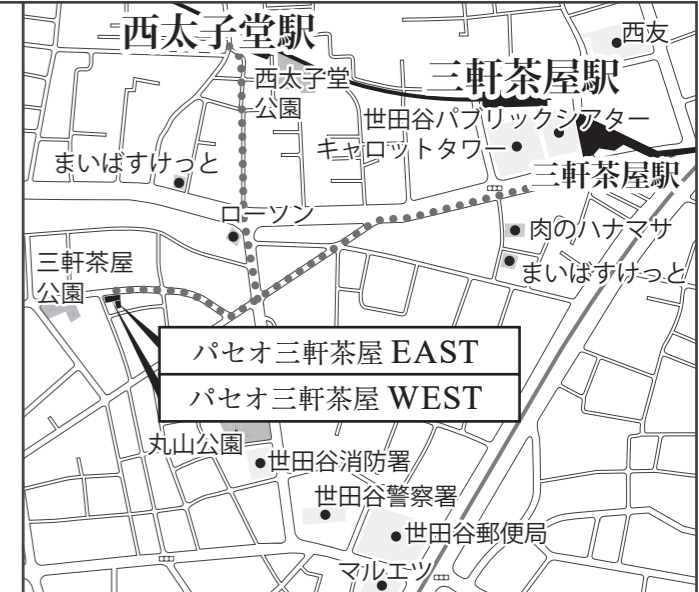 西太子堂駅
西友
西太子堂
公園
三軒茶屋駅
世田谷パブリックシアター
キャロットタワー
まいばすけっと
三軒茶屋駅
ローソン
肉のハナマサ
三軒茶屋
公園
まいばすけっと
パセオ三軒茶屋 EAST
パセオ三軒茶屋 WEST
丸山公園
世田谷消防署
世田谷警察署
世田谷郵便局
マルエツ